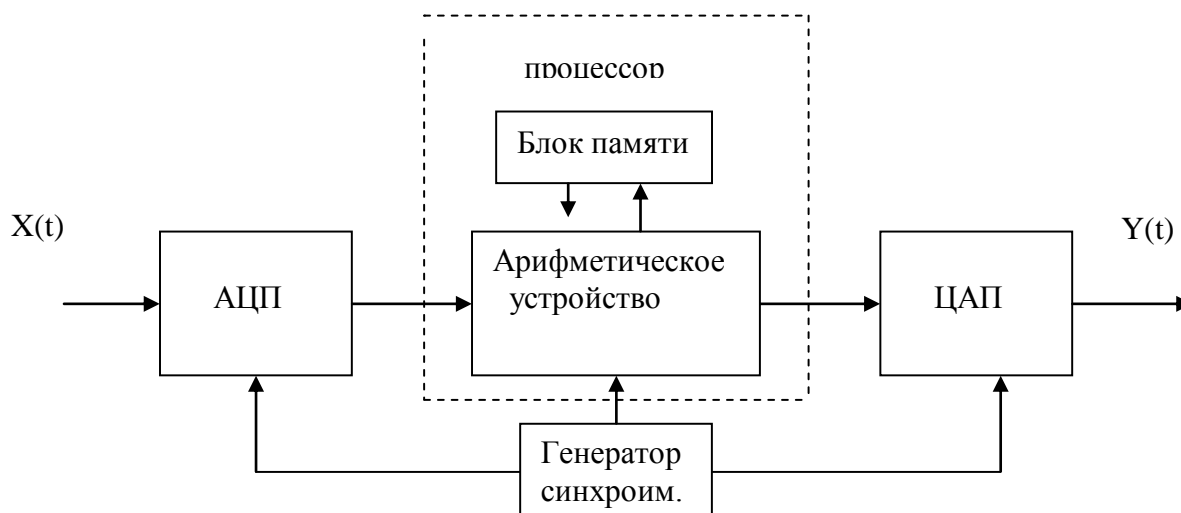 процессор
Блок памяти
X(t)
Y(t)
АЦП
Арифметическое
устройство
ЦАП
Генератор
синхроим.